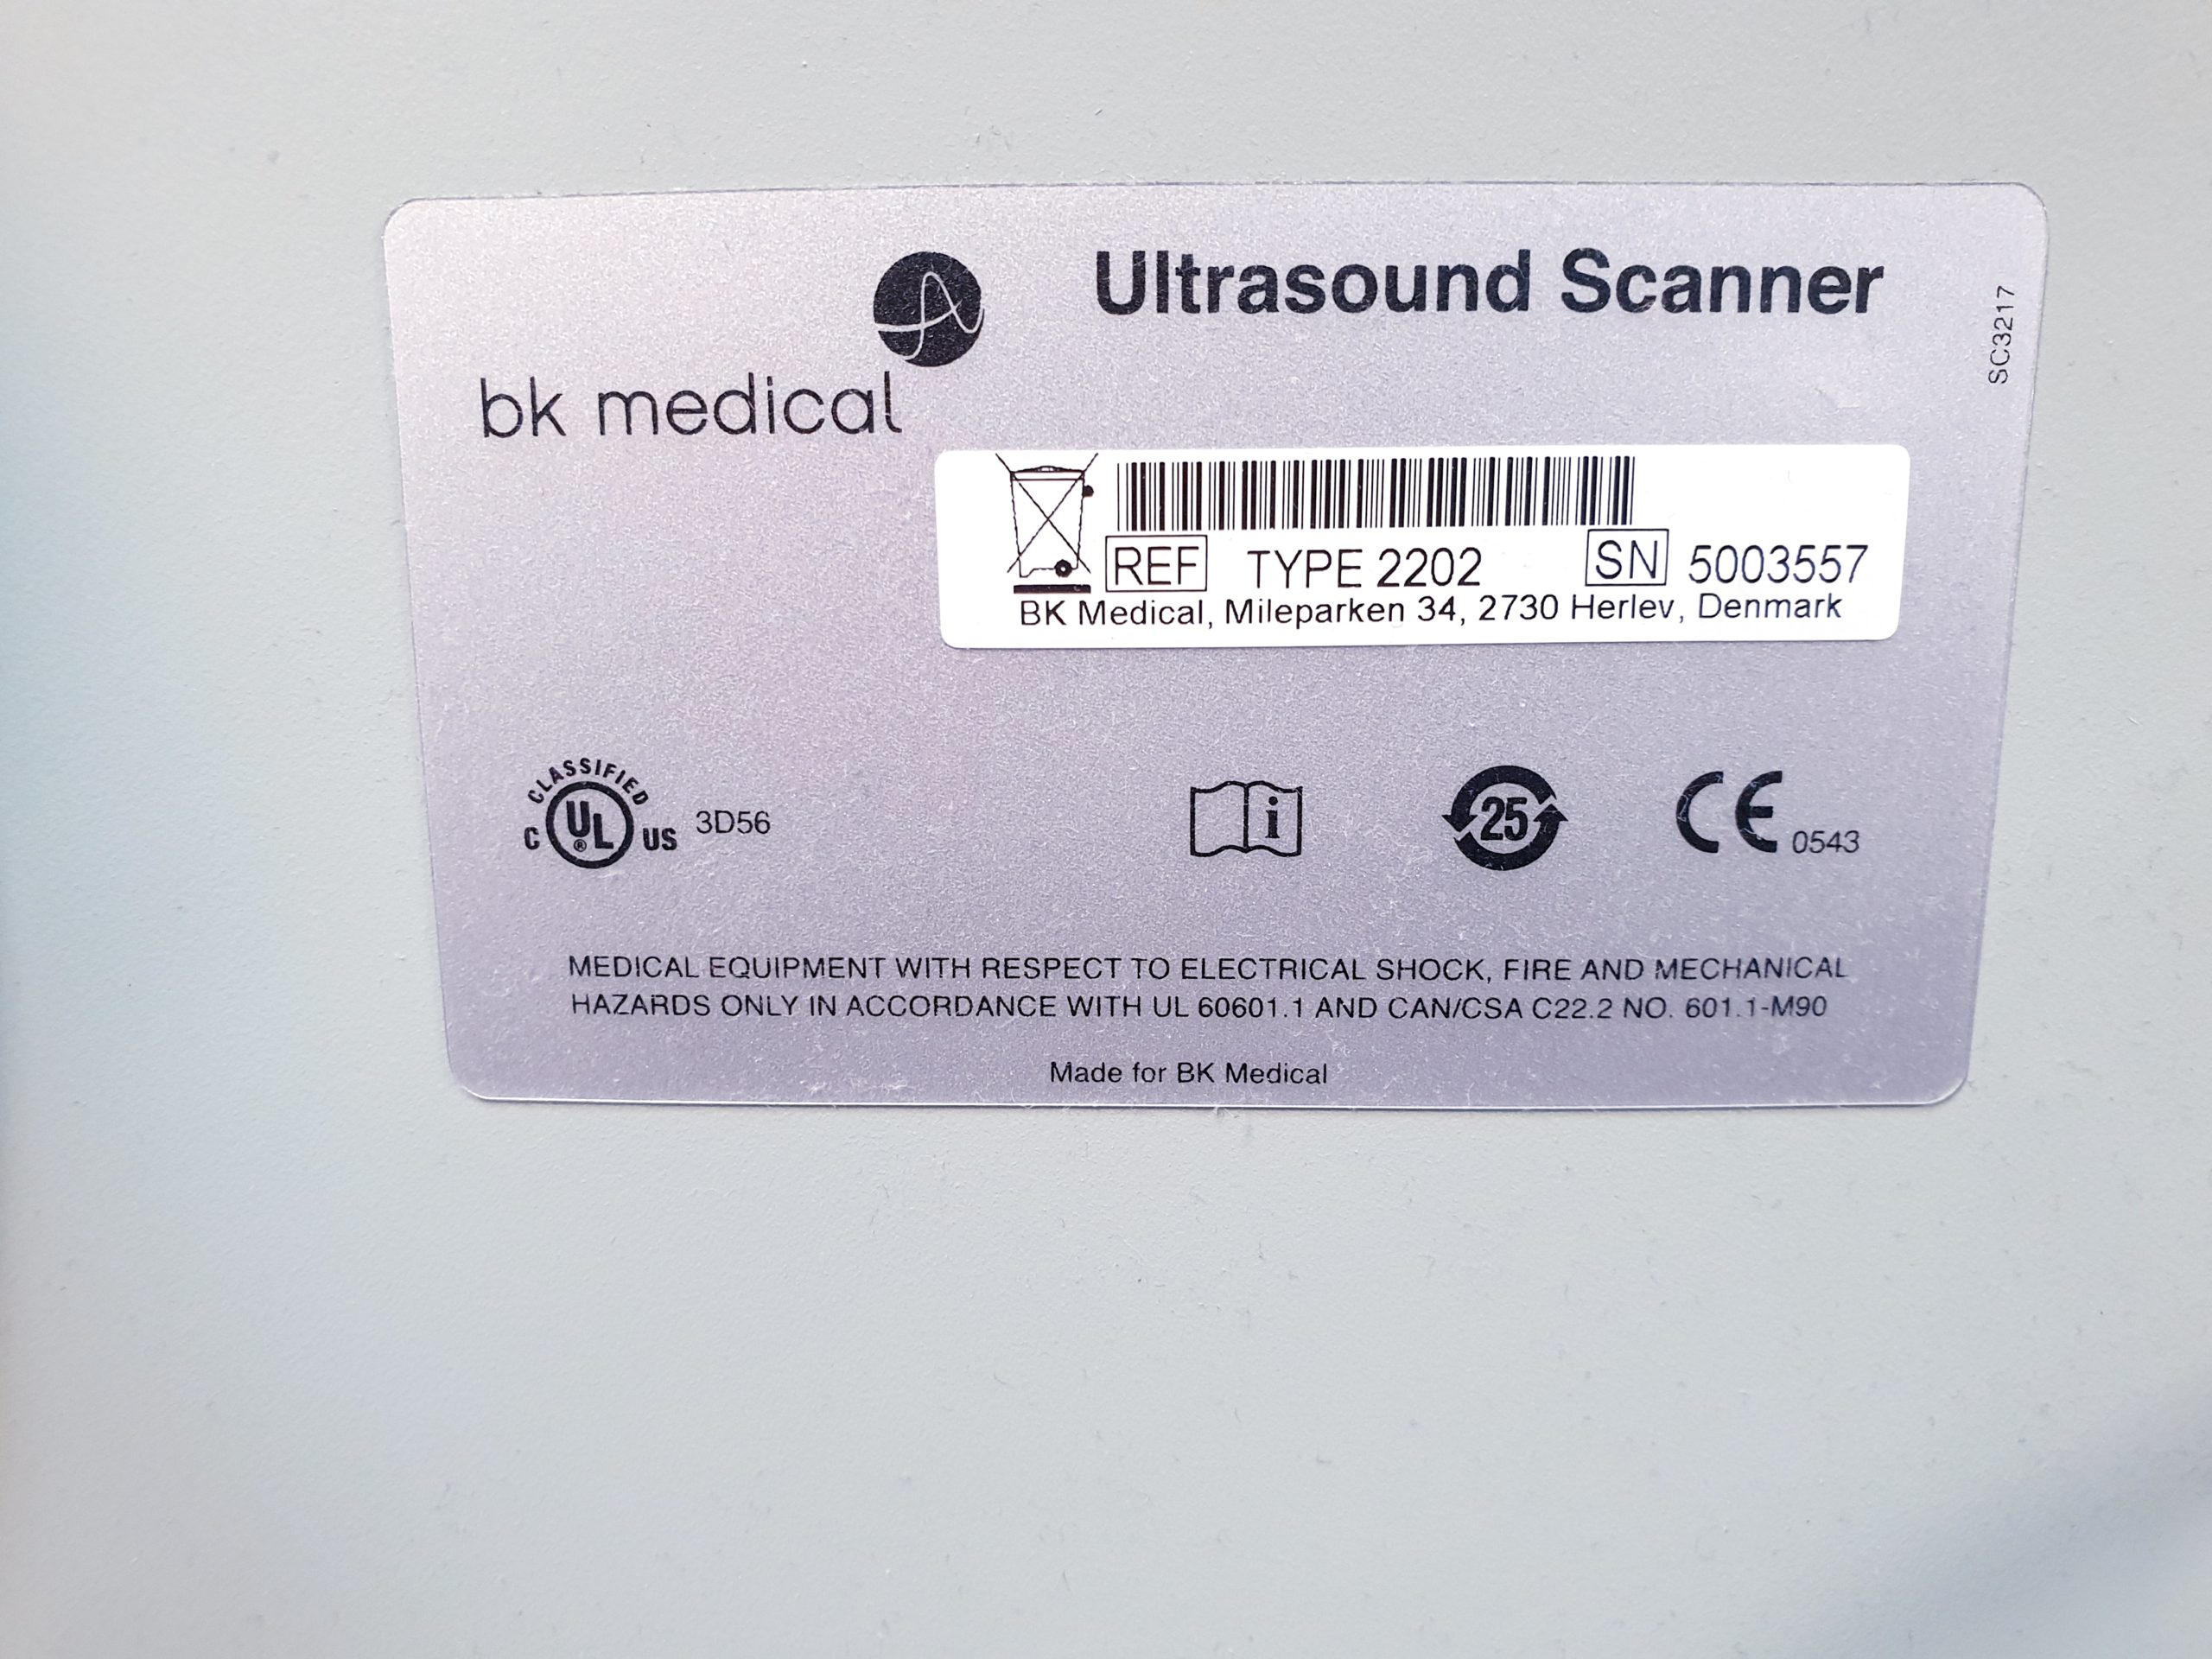 Ultrasound Scanner
SC3217
bk medical
REF TYPE 2202 SN 5003557
BK Medical, Mileparken 34, 2730 Herlev, Denmark
CLASSIFIED
C UL® US 3D56
i
25
CE 0543
MEDICAL EQUIPMENT WITH RESPECT TO ELECTRICAL SHOCK, FIRE AND MECHANICAL
HAZARDS ONLY IN ACCORDANCE WITH UL 60601.1 AND CAN/CSA C22.2 NO. 601.1-M90
Made for BK Medical